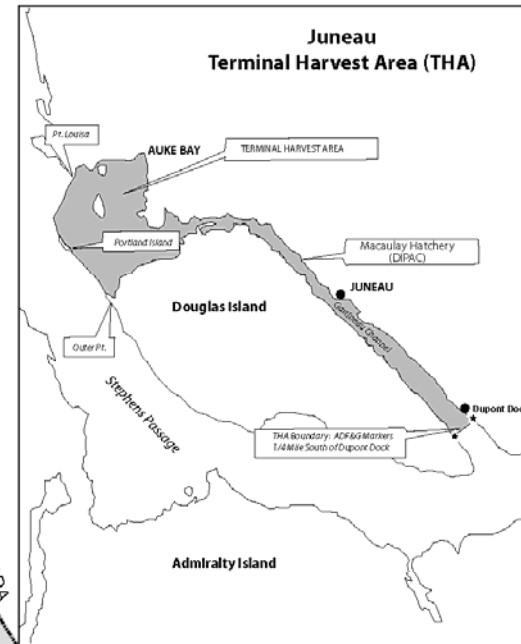 Juneau
Terminal Harvest Area (THA)
Pt. Louisa
AUKE BAY
TERMINAL HARVEST AREA
Portland Island
Macaulay Hatchery
(DIPAC)
JUNEAU
Gastineau Channel
Douglas Island
Outer Pt.
Stephens Passage
Dupont Doc
THA Boundary: ADF&G Markers
1/4 Mile South of Dupont Dock
Admiralty Island